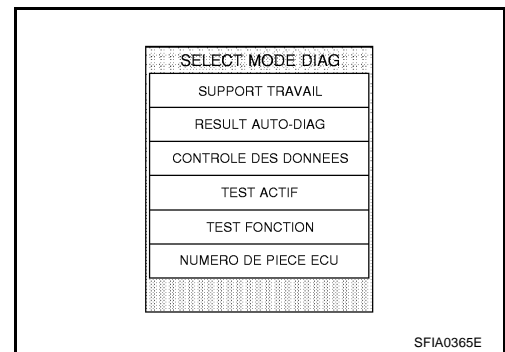 SELECT MODE DIAG
SUPPORT TRAVAIL
RESULT AUTO-DIAG
CONTROLE DES DONNEES
TEST ACTIF
TEST FONCTION
NUMERO DE PIECE ECU
SFIA0365E